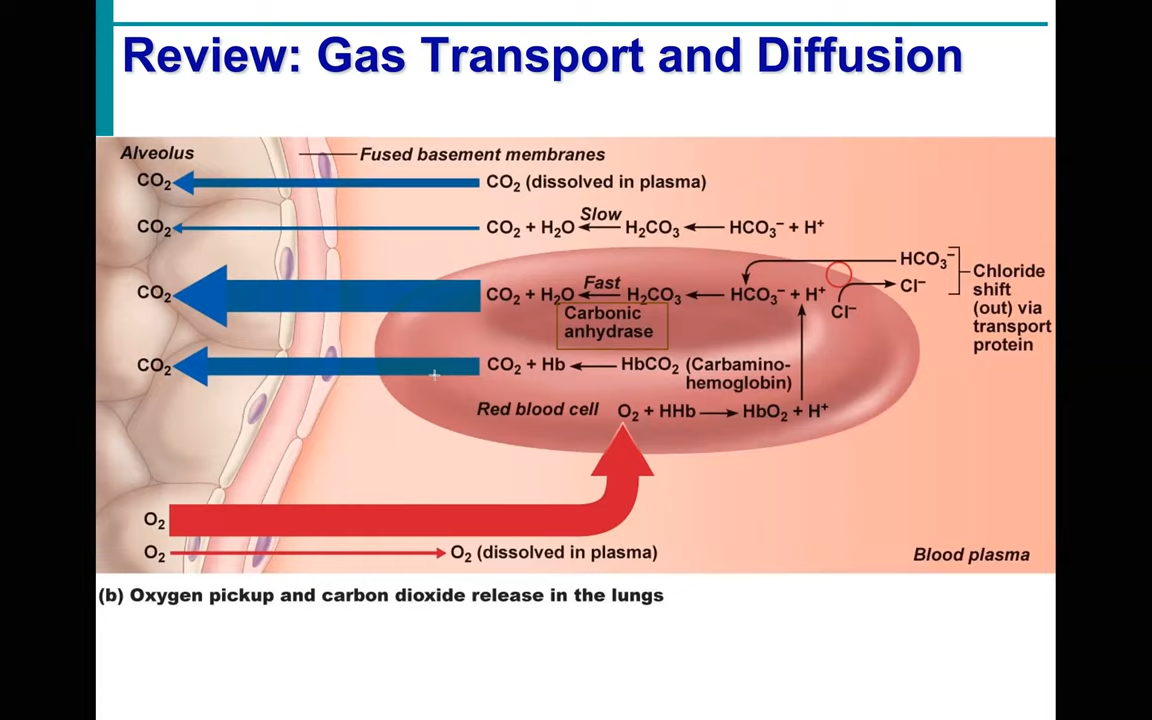 Review: Gas Transport and Diffusion
Alveolus
Fused basement membranes
CO₂
CO₂ (dissolved in plasma)
CO₂
CO₂ + H₂O
Slow
H₂CO₃
HCO₃⁻ + H⁺
HCO₃⁻
Cl⁻
Cl⁻
Chloride
shift
(out) via
transport
protein
CO₂
CO₂ + H₂O
Fast
H₂CO₃
HCO₃⁻ + H⁺
Carbonic
anhydrase
CO₂
CO₂ + Hb
HbCO₂ (Carbamino-
hemoglobin)
Red blood cell
O₂ + HHb
HbO₂ + H⁺
O₂
O₂
O₂ (dissolved in plasma)
Blood plasma
(b) Oxygen pickup and carbon dioxide release in the lungs